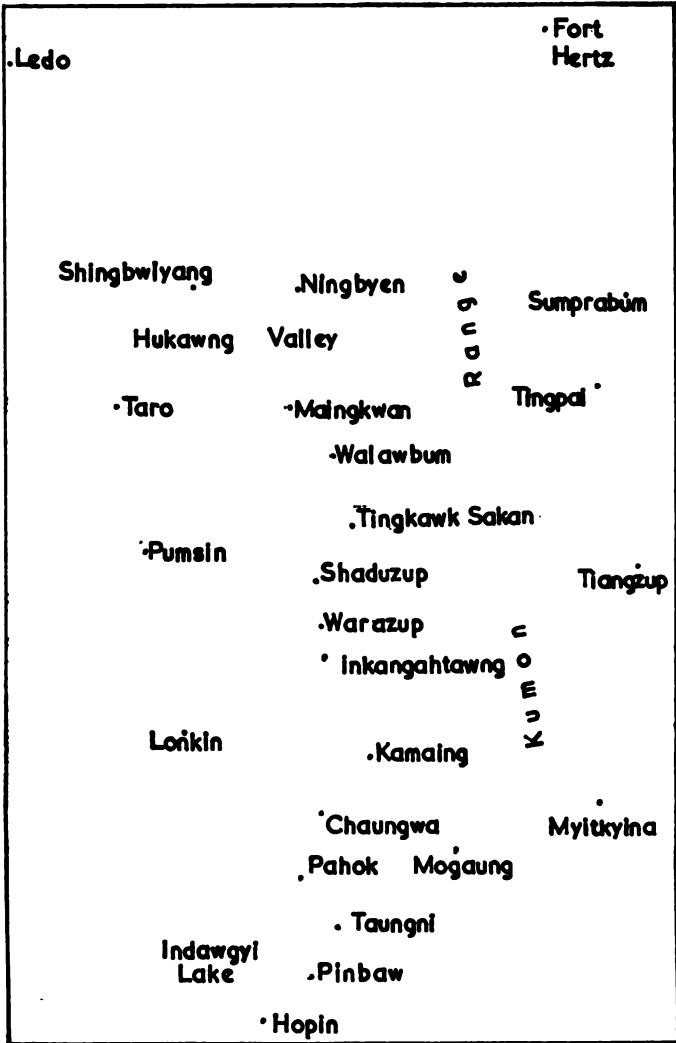 Fort
Hertz
Ledo
Shingbwiyang
Ningbyen
Sumprabum
Hukawng Valley
Kumon Range
Tingpai
Taro
Maingkwan
Walawbum
Tingkawk Sakan
Pumsin
Shaduzup
Tiangzup
Warazup
Inkangahtawng
Lonkin
Kamaing
Chaungwa
Myitkyina
Pahok
Mogaung
Taungni
Indawgyi
Lake
Pinbaw
Hopin